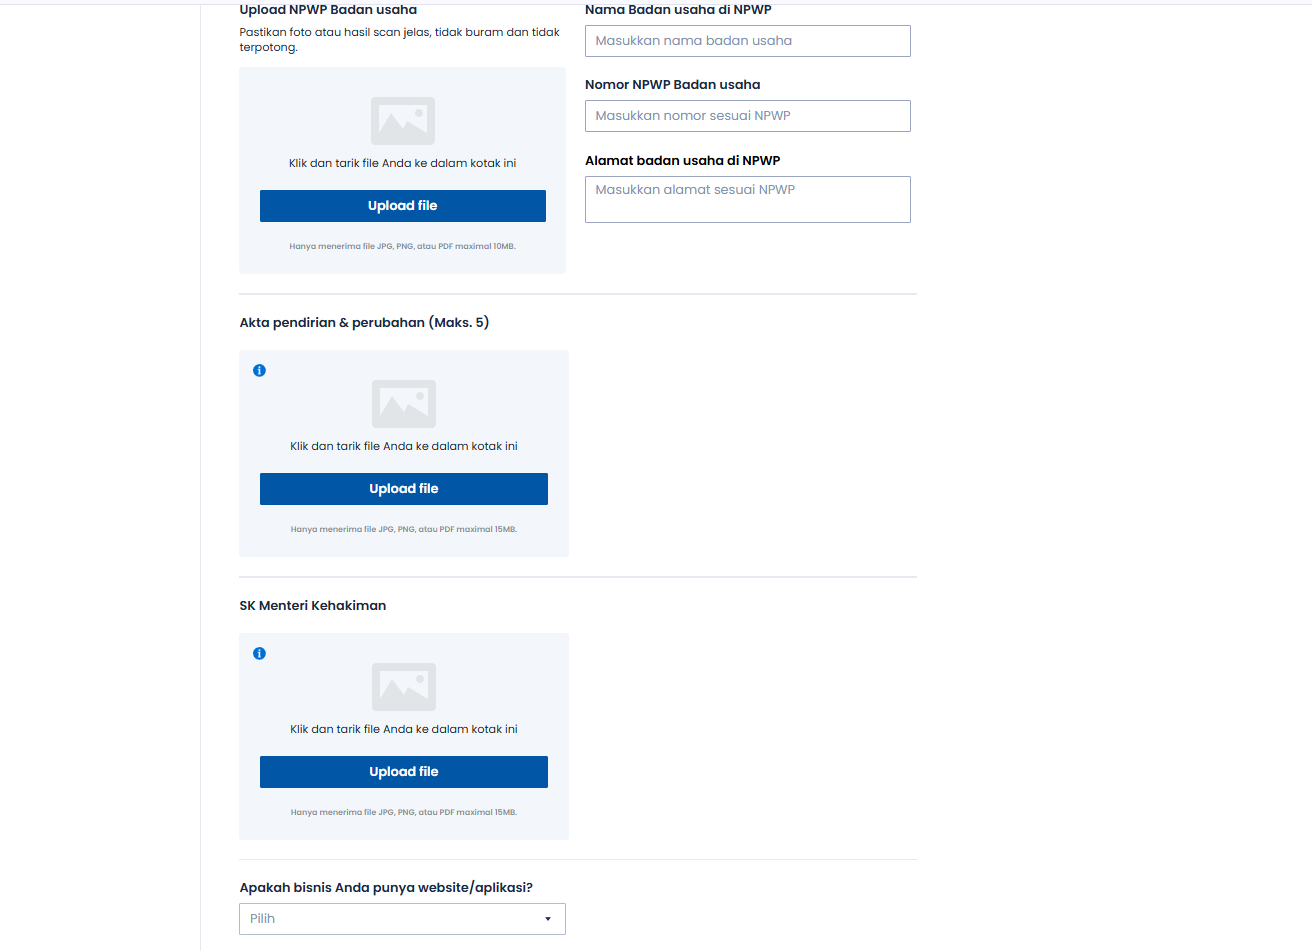 Upload NPWP Badan usaha
Pastikan foto atau hasil scan jelas, tidak buram dan tidak
terpotong.
Klik dan tarik file Anda ke dalam kotak ini
Upload file
Hanya menerima file JPG, PNG, atau PDF maximal 10MB.
Nama Badan usaha di NPWP
Masukkan nama badan usaha
Nomor NPWP Badan usaha
Masukkan nomor sesuai NPWP
Alamat badan usaha di NPWP
Masukkan alamat sesuai NPWP
Akta pendirian & perubahan (Maks. 5)
Klik dan tarik file Anda ke dalam kotak ini
Upload file
Hanya menerima file JPG, PNG, atau PDF maximal 15MB.
SK Menteri Kehakiman
Klik dan tarik file Anda ke dalam kotak ini
Upload file
Hanya menerima file JPG, PNG, atau PDF maximal 15MB.
Apakah bisnis Anda punya website/aplikasi?
Pilih